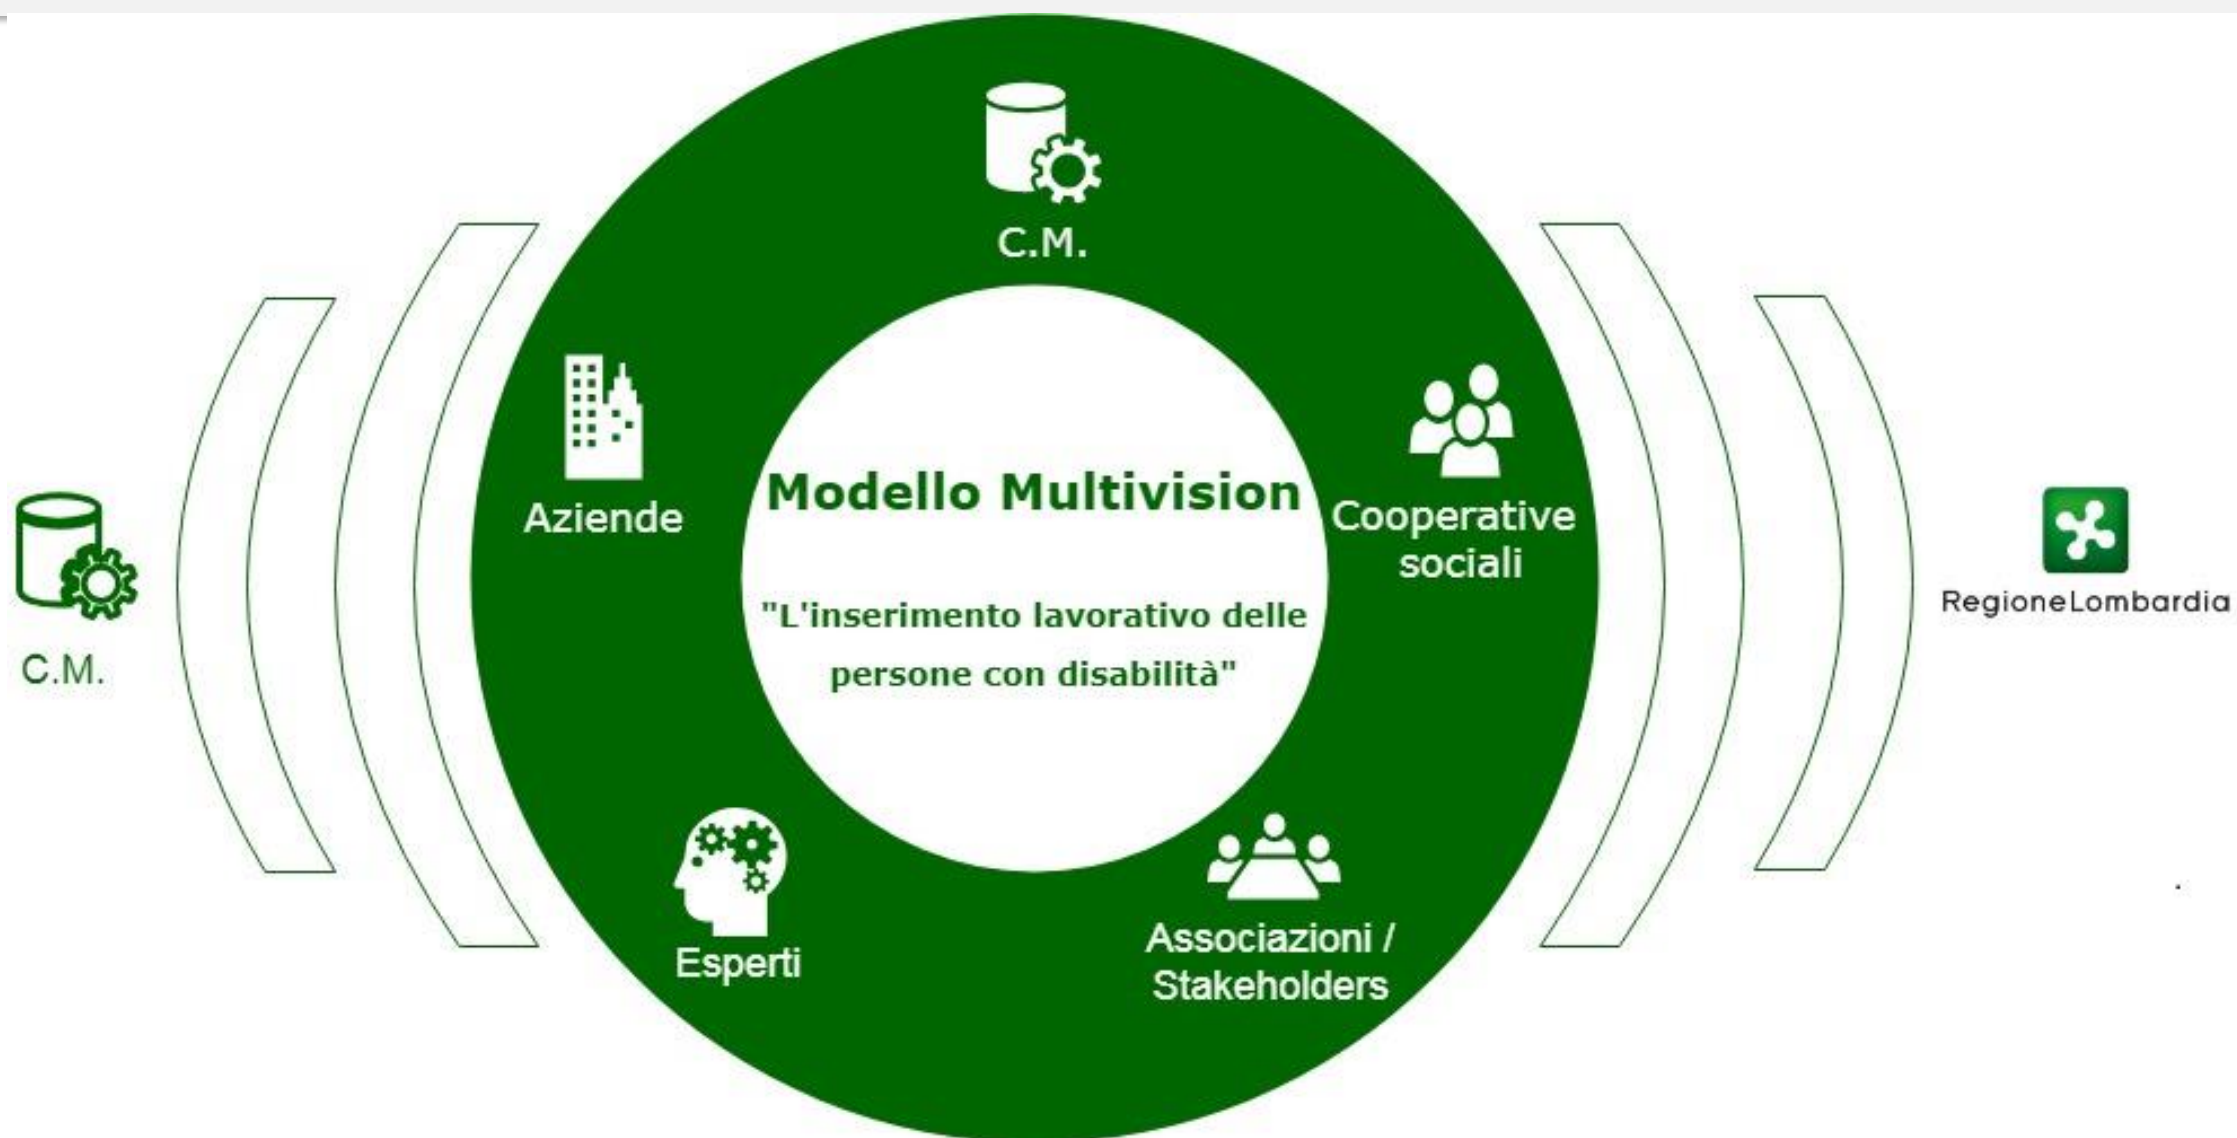 C.M.
Aziende
Cooperative
sociali
Modello Multivision
"L'inserimento lavorativo delle
persone con disabilità"
C.M.
RegioneLombardia
Esperti
Associazioni /
Stakeholders